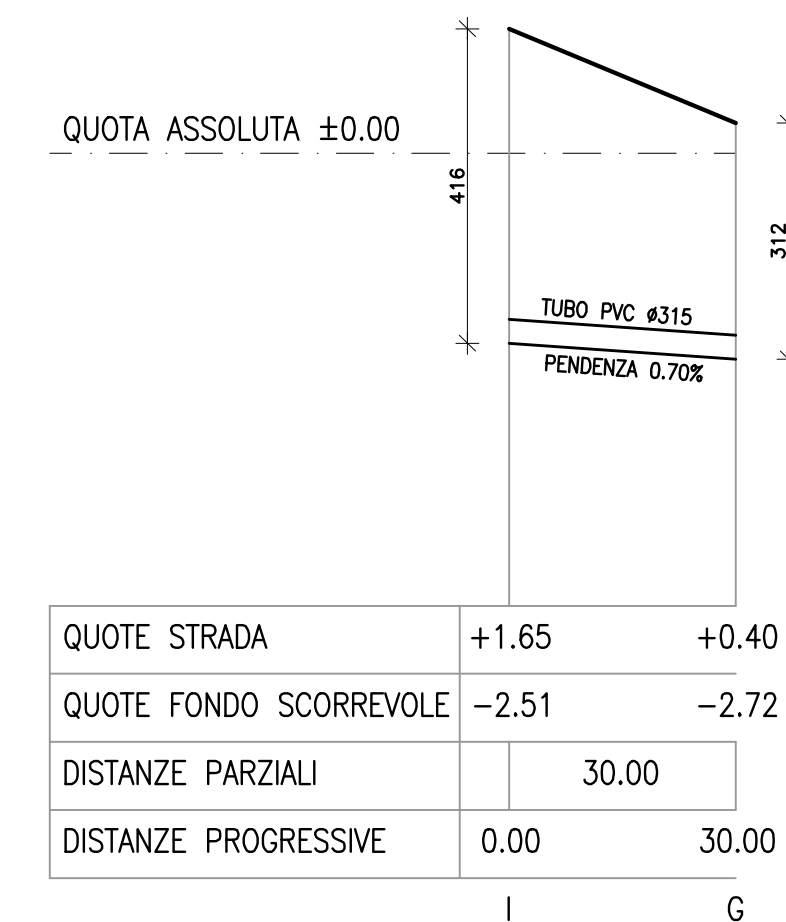 QUOTA ASSOLUTA ±0.00
416
312
TUBO PVC ø315
PENDENZA 0.70%
QUOTE STRADA +1.65 +0.40
QUOTE FONDO SCORREVOLE -2.51 -2.72
DISTANZE PARZIALI 30.00
DISTANZE PROGRESSIVE 0.00 30.00
I G